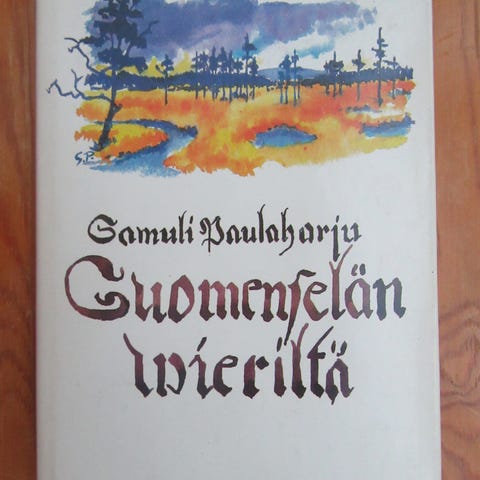 S.P.
Samuli Paulaharju
Suomenselän
wieriltä